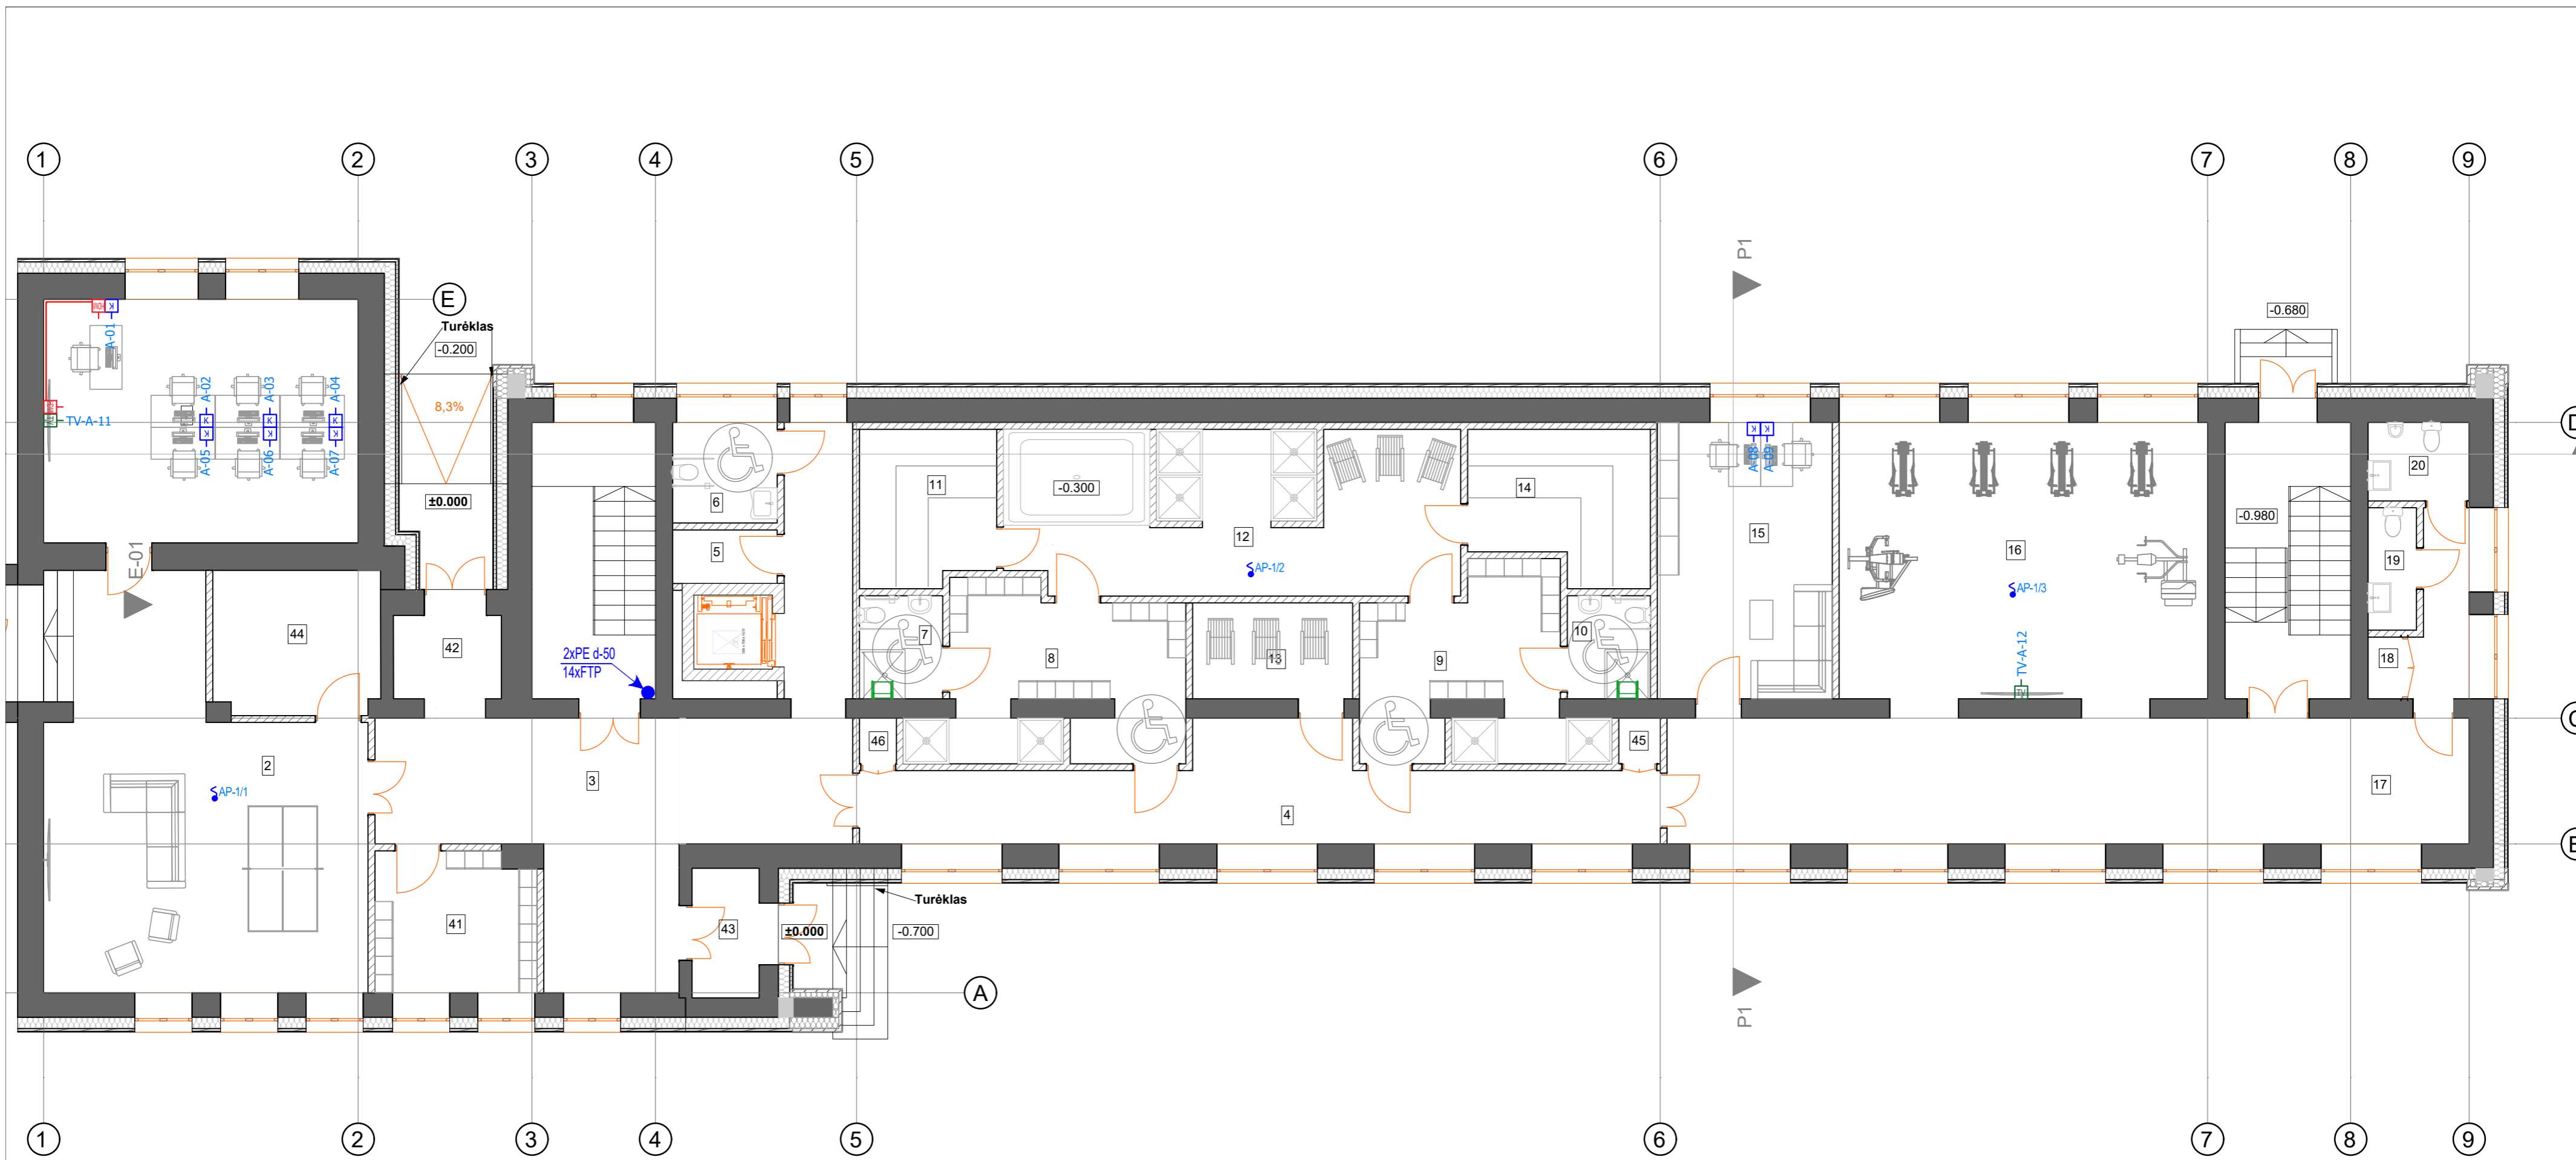 1
2
3
4
5
6
7
8
9
P1
-0.680
E
Turėklas
-0.200
8,3%
±0.000
A-01
A-02
A-03
A-04
TV-A-11
A-05
A-06
A-07
K
K
K
K
K
K
K
K
K
A-08
A-09
D
6
5
11
-0.300
12
14
15
16
-0.980
20
19
18
E-01
AP-1/2
AP-1/3
44
42
2xPE d-50
14xFTP
7
8
13
9
10
TV-A-12
TV
C
2
AP-1/1
3
46
45
4
17
41
43
Turėklas
±0.000
-0.700
A
P1
1
2
3
4
5
6
7
8
9